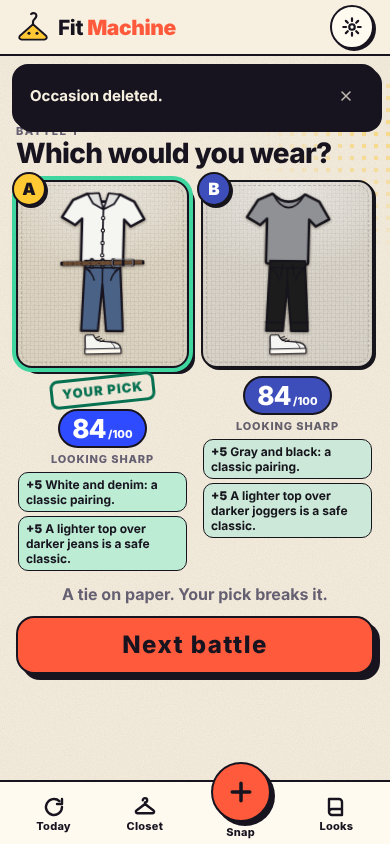 Fit Machine
Occasion deleted.
BATTLE 1
Which would you wear?
A
B
YOUR PICK
84/100
LOOKING SHARP
+5 White and denim: a
classic pairing.
+5 A lighter top over
darker jeans is a safe
classic.
84/100
LOOKING SHARP
+5 Gray and black: a
classic pairing.
+5 A lighter top over
darker joggers is a safe
classic.
A tie on paper. Your pick breaks it.
Next battle
Today
Closet
Snap
Looks